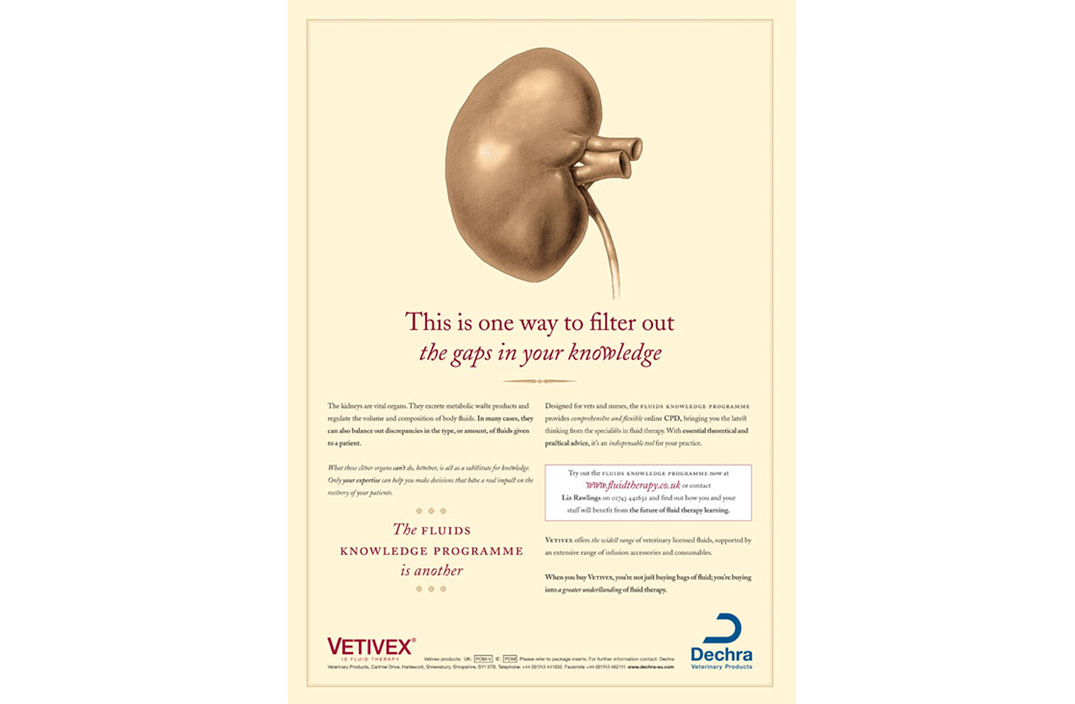 This is one way to filter out
the gaps in your knowledge
The kidneys are vital organs. They excrete metabolic waste products and
regulate the volume and composition of body fluids. In many cases, they
can also balance out discrepancies in the type, or amount, of fluids given
to a patient.
What these clever organs can't do, however, is act as a substitute for knowledge.
Only your expertise can help you make decisions that have a real impact on the
recovery of your patients.
The FLUIDS
KNOWLEDGE PROGRAMME
is another
Designed for vets and nurses, the FLUIDS KNOWLEDGE PROGRAMME
provides comprehensive and flexible online CPD, bringing you the latest
thinking from the specialists in fluid therapy. With essential theoretical and
practical advice, it's an indispensable tool for your practice.
Try out the FLUIDS KNOWLEDGE PROGRAMME now at
www.fluidtherapy.co.uk or contact
Liz Rawlings on 01743 441632 and find out how you and your
staff will benefit from the future of fluid therapy learning.
VETIVEX offers the widest range of veterinary licensed fluids, supported by
an extensive range of infusion accessories and consumables.
When you buy VETIVEX, you're not just buying bags of fluid; you're buying
into a greater understanding of fluid therapy.
VETIVEX®
IS FLUID THERAPY
Vetivex products: UK: POM-V IE: POM Please refer to package inserts. For further information contact: Dechra
Veterinary Products, Cartmel Drive, Harlescott, Shrewsbury, Shropshire, SY1 3TB. Telephone: +44 (0)1743 441632. Facsimile: +44 (0)1743 462111. www.dechra-eu.com
Dechra
Veterinary Products